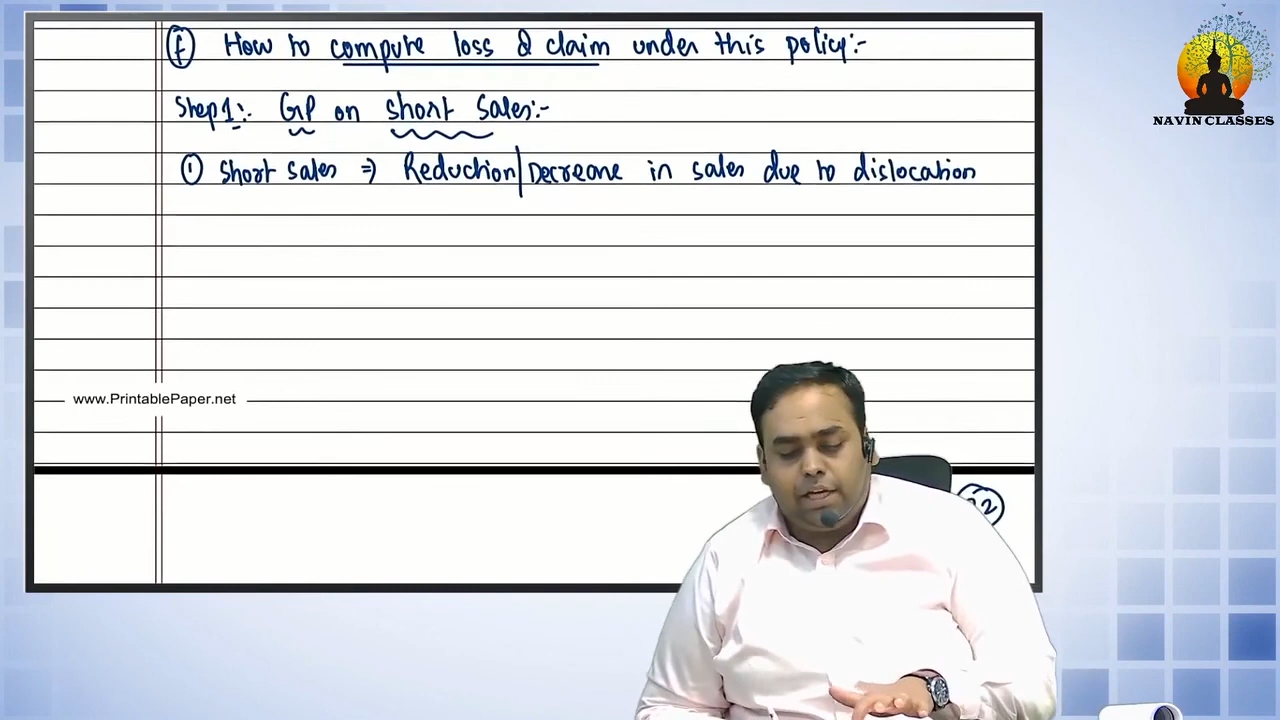 (f) How to compute loss & claim under this policy:-
Step 1:- GP on short sales:-
① Short sales ⇒ Reduction/Decrease in sales due to dislocation
www.PrintablePaper.net
NAVIN CLASSES